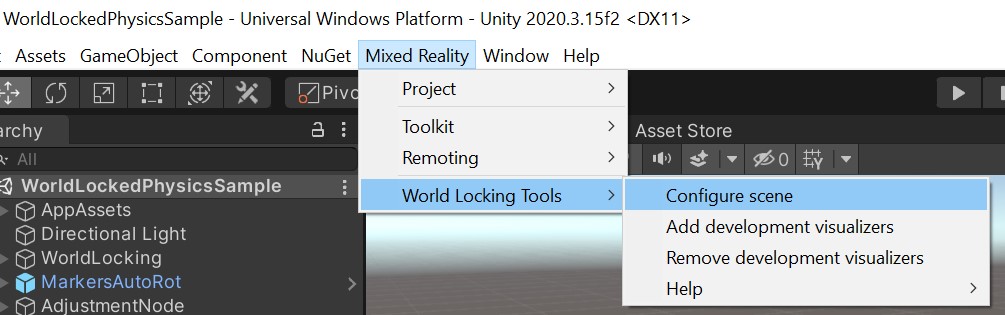 WorldLockedPhysicsSample - Universal Windows Platform - Unity 2020.3.15f2 <DX11>
Assets GameObject Component NuGet Mixed Reality Window Help
Pivo
Project
Toolkit
Remoting
World Locking Tools
Configure scene
Add development visualizers
Remove development visualizers
Help
Asset Store
0
archy
All
WorldLockedPhysicsSample
AppAssets
Directional Light
WorldLocking
MarkersAutoRot
AdjustmentNode